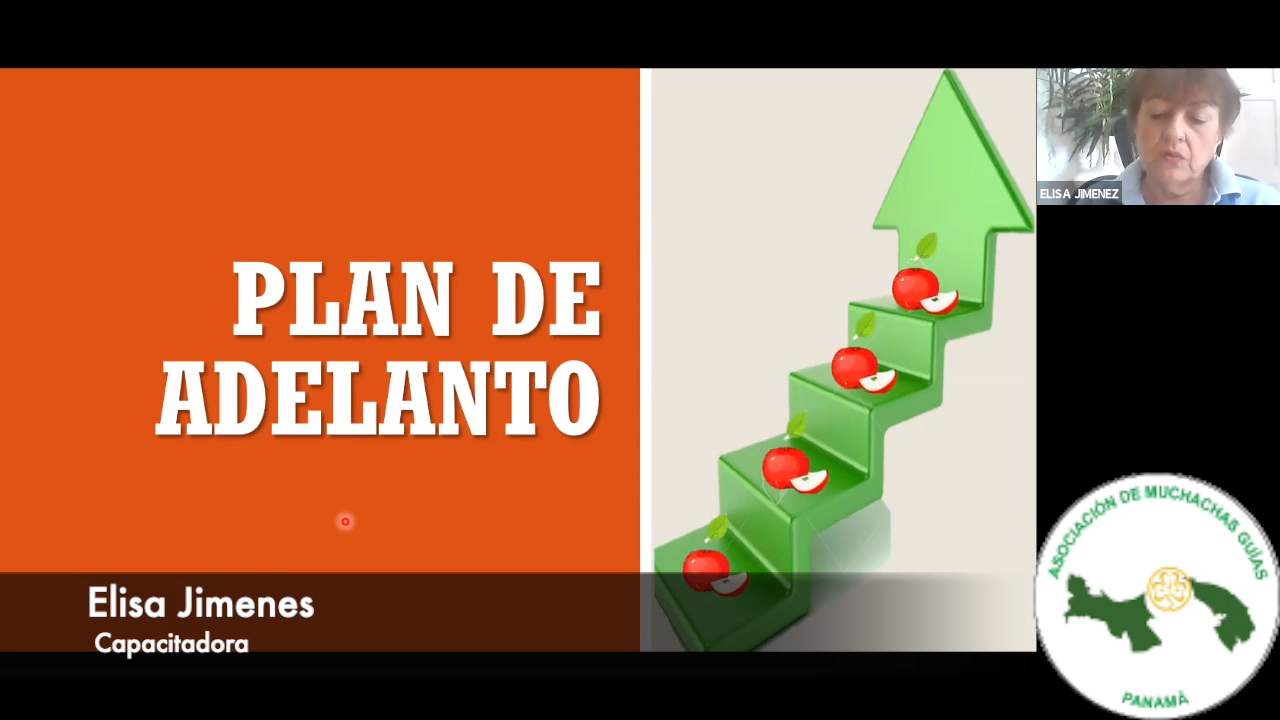 PLAN DE
ADELANTO
ELISA JIMENEZ
Elisa Jimenes
Capacitadora
ASOCIACIÓN DE MUCHACHAS GUÍAS
PANAMÁ